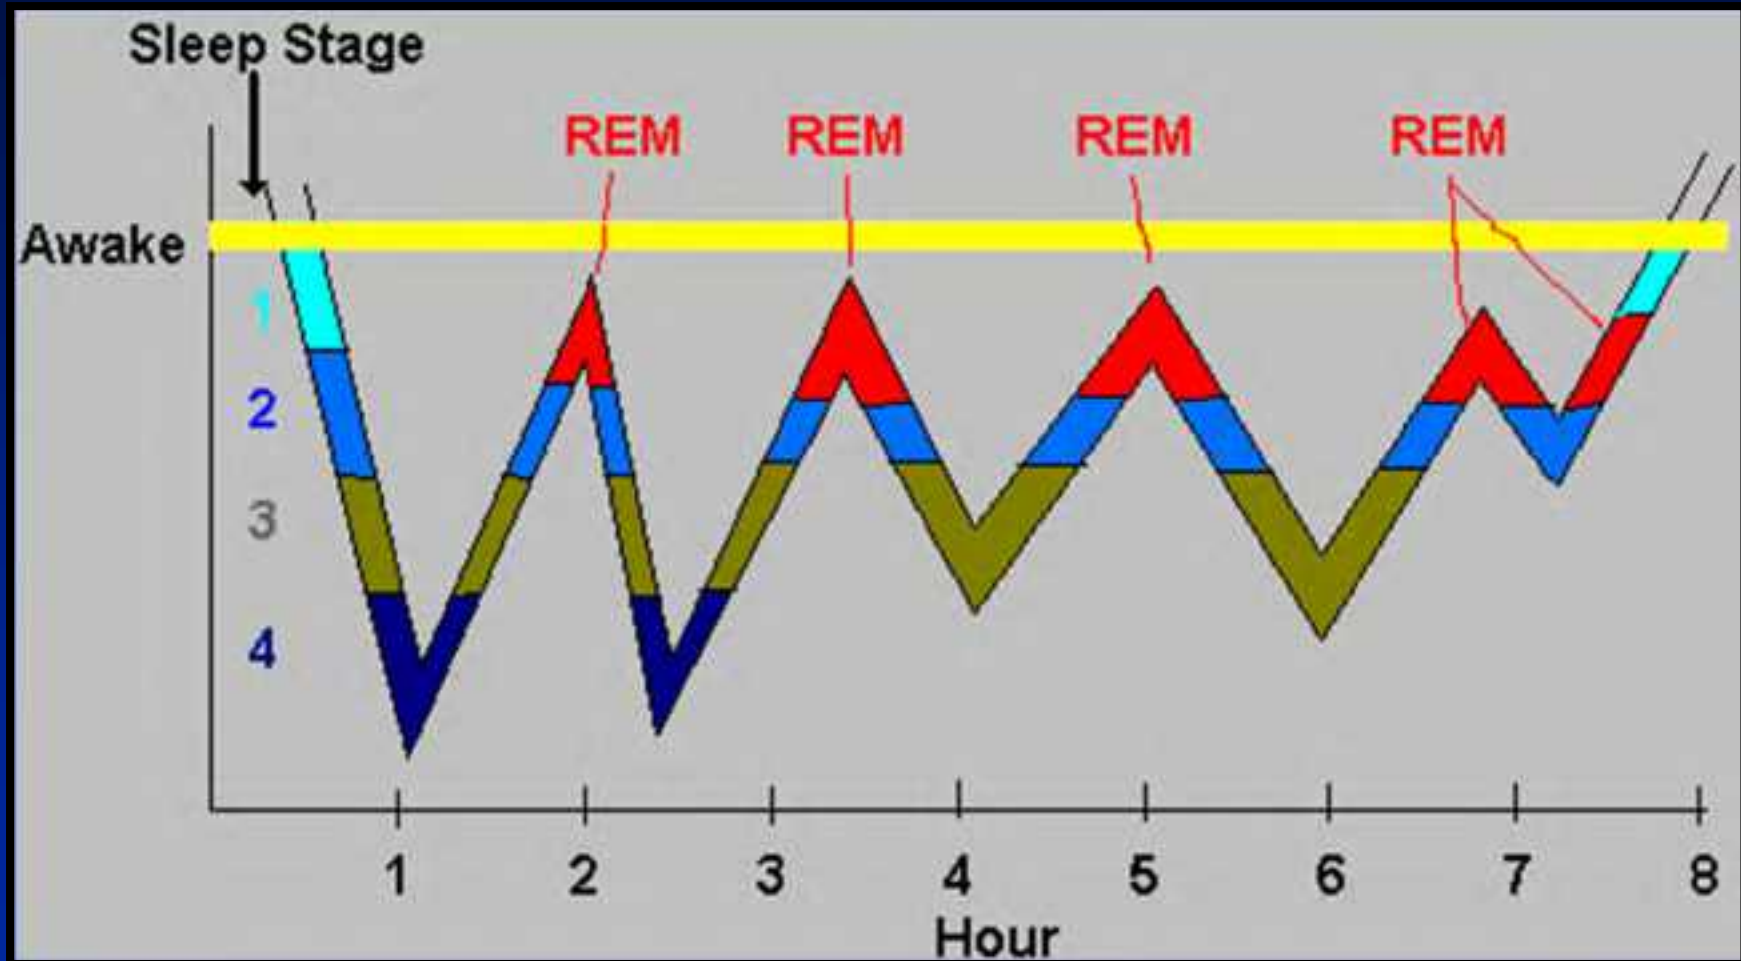 Sleep Stage
REM REM REM REM
Awake
1
2
3
4
1 2 3 4 5 6 7 8
Hour